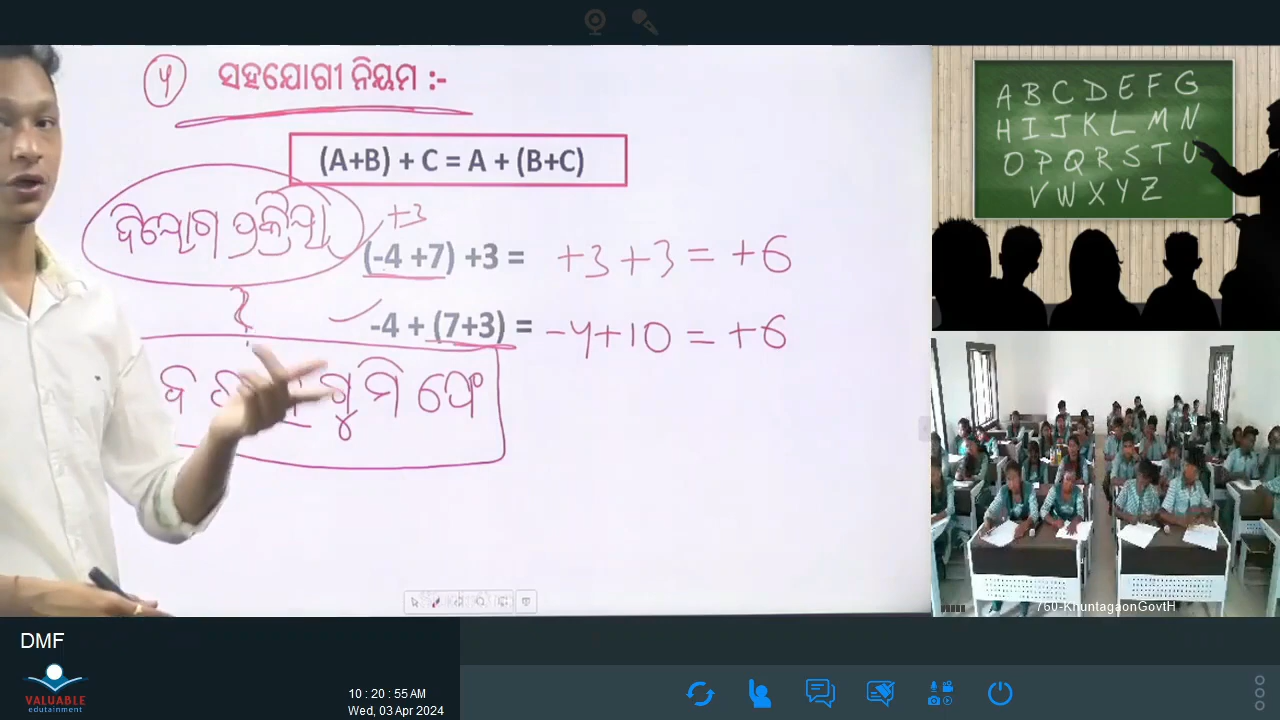 ୪ ସହଯୋଗୀ ନିୟମ :-
(A+B) + C = A + (B+C)
ବିଯୋଗ ପ୍ରକ୍ରିୟା
+3
(-4 +7) +3 = +3 +3 = +6
-4 + (7+3) = -4+10 = +6
A B C D E F G
H I J K L M N
O P Q R S T U
V W X Y Z
760-KhuntagaonGovtH
DMF
VALUABLE
edutainment
10 : 20 : 55 AM
Wed, 03 Apr 2024